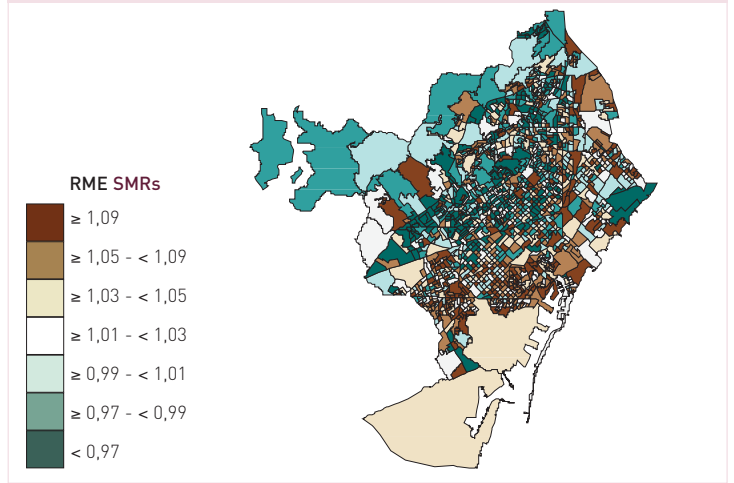 RME SMRs
≥ 1,09
≥ 1,05 - < 1,09
≥ 1,03 - < 1,05
≥ 1,01 - < 1,03
≥ 0,99 - < 1,01
≥ 0,97 - < 0,99
< 0,97